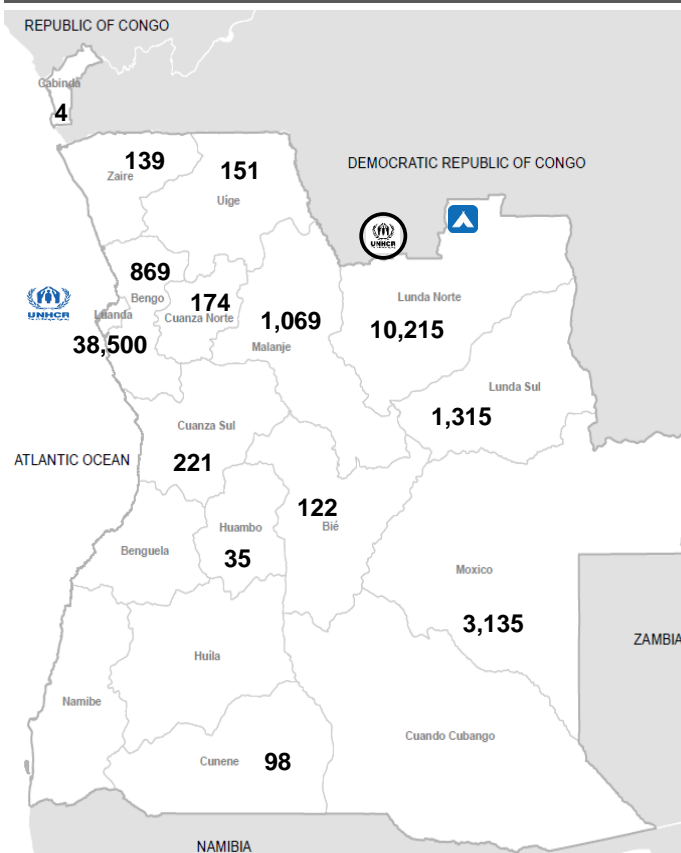 REPUBLIC OF CONGO
Cabinda
4
139
Zaire
151
Uíge
DEMOCRATIC REPUBLIC OF CONGO
UNHCR
869
Bengo
UNHCR
Luanda
38,500
174
Cuanza Norte
1,069
Malanje
Lunda Norte
10,215
Lunda Sul
1,315
Cuanza Sul
221
ATLANTIC OCEAN
122
Bié
Huambo
35
Benguela
Moxico
3,135
ZAMBIA
Huíla
Namibe
Cuando Cubango
Cunene 98
NAMIBIA